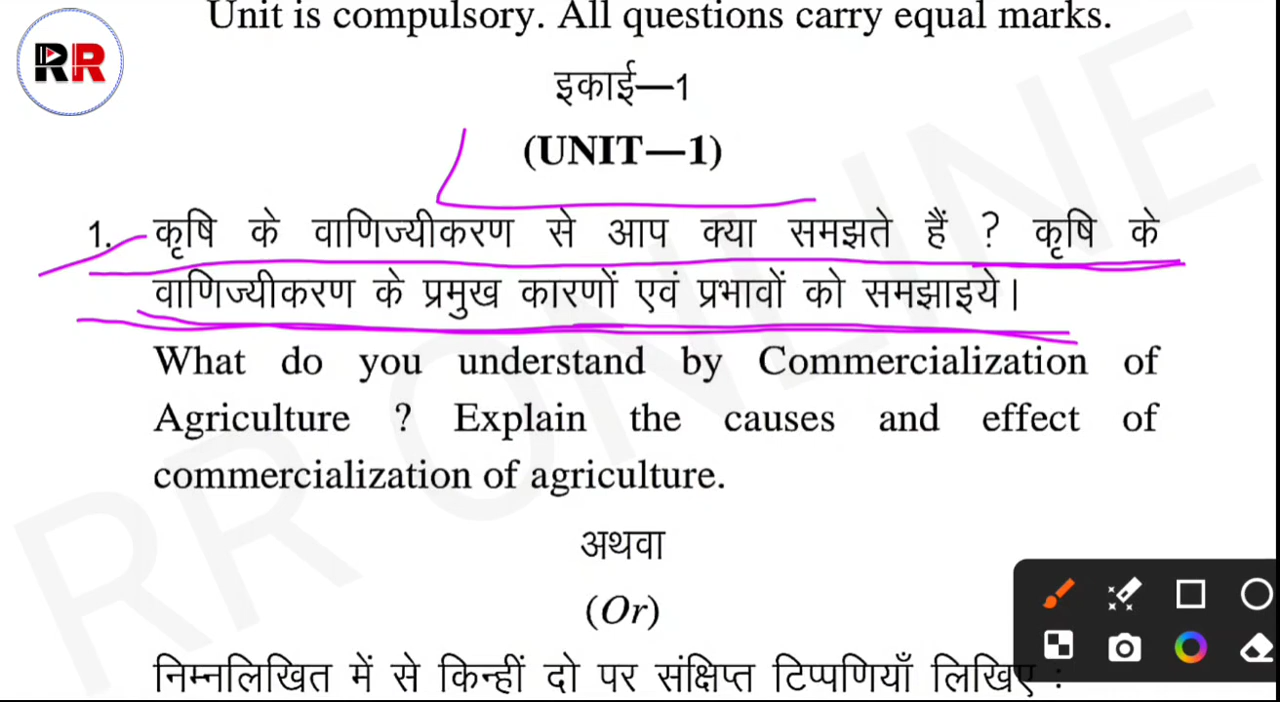 Unit is compulsory. All questions carry equal marks.
RR
इकाई—1
(UNIT—1)
1. कृषि के वाणिज्यीकरण से आप क्या समझते हैं ? कृषि के
वाणिज्यीकरण के प्रमुख कारणों एवं प्रभावों को समझाइये।
What do you understand by Commercialization of
Agriculture ? Explain the causes and effect of
commercialization of agriculture.
अथवा
(Or)
निम्नलिखित में से किन्हीं दो पर संक्षिप्त टिप्पणियाँ लिखिए :
RR ONLINE